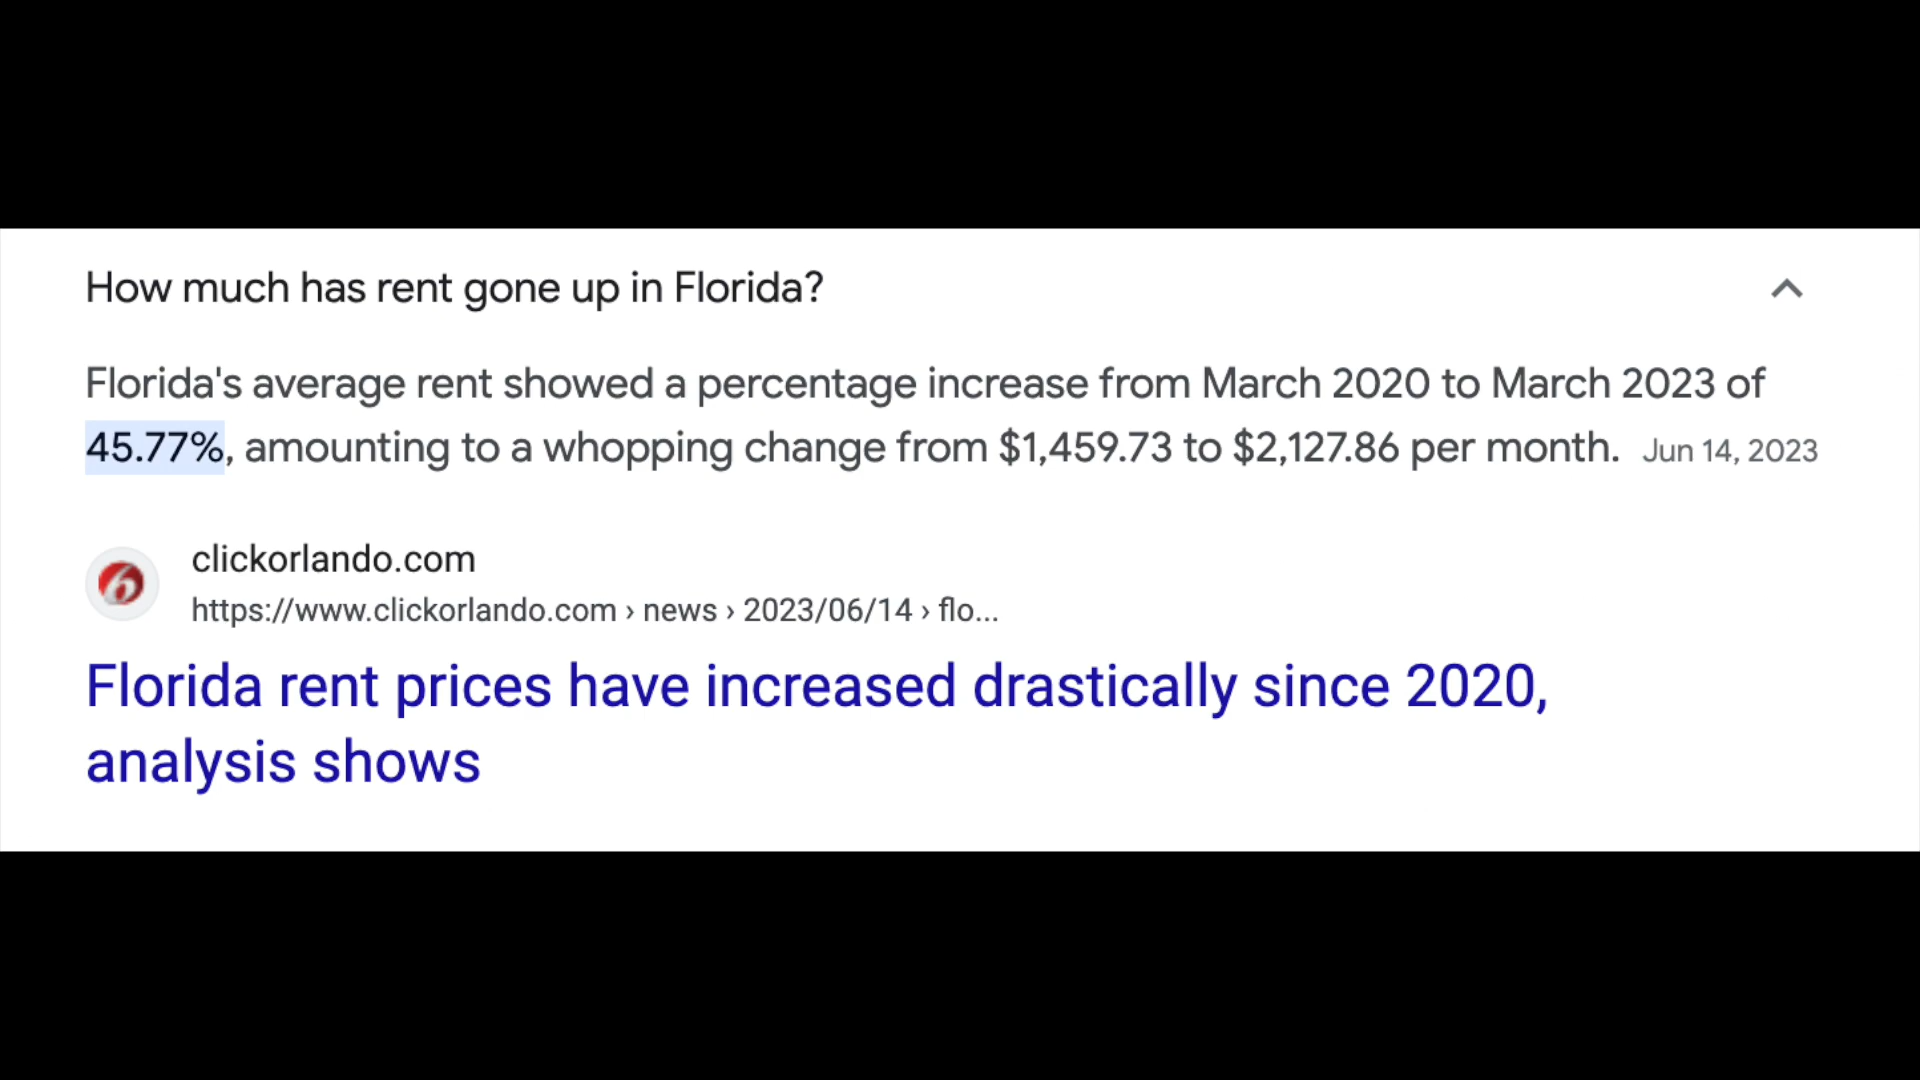 How much has rent gone up in Florida?
Florida's average rent showed a percentage increase from March 2020 to March 2023 of
45.77%, amounting to a whopping change from $1,459.73 to $2,127.86 per month. Jun 14, 2023
6
clickorlando.com
https://www.clickorlando.com › news › 2023/06/14 › flo...
Florida rent prices have increased drastically since 2020,
analysis shows